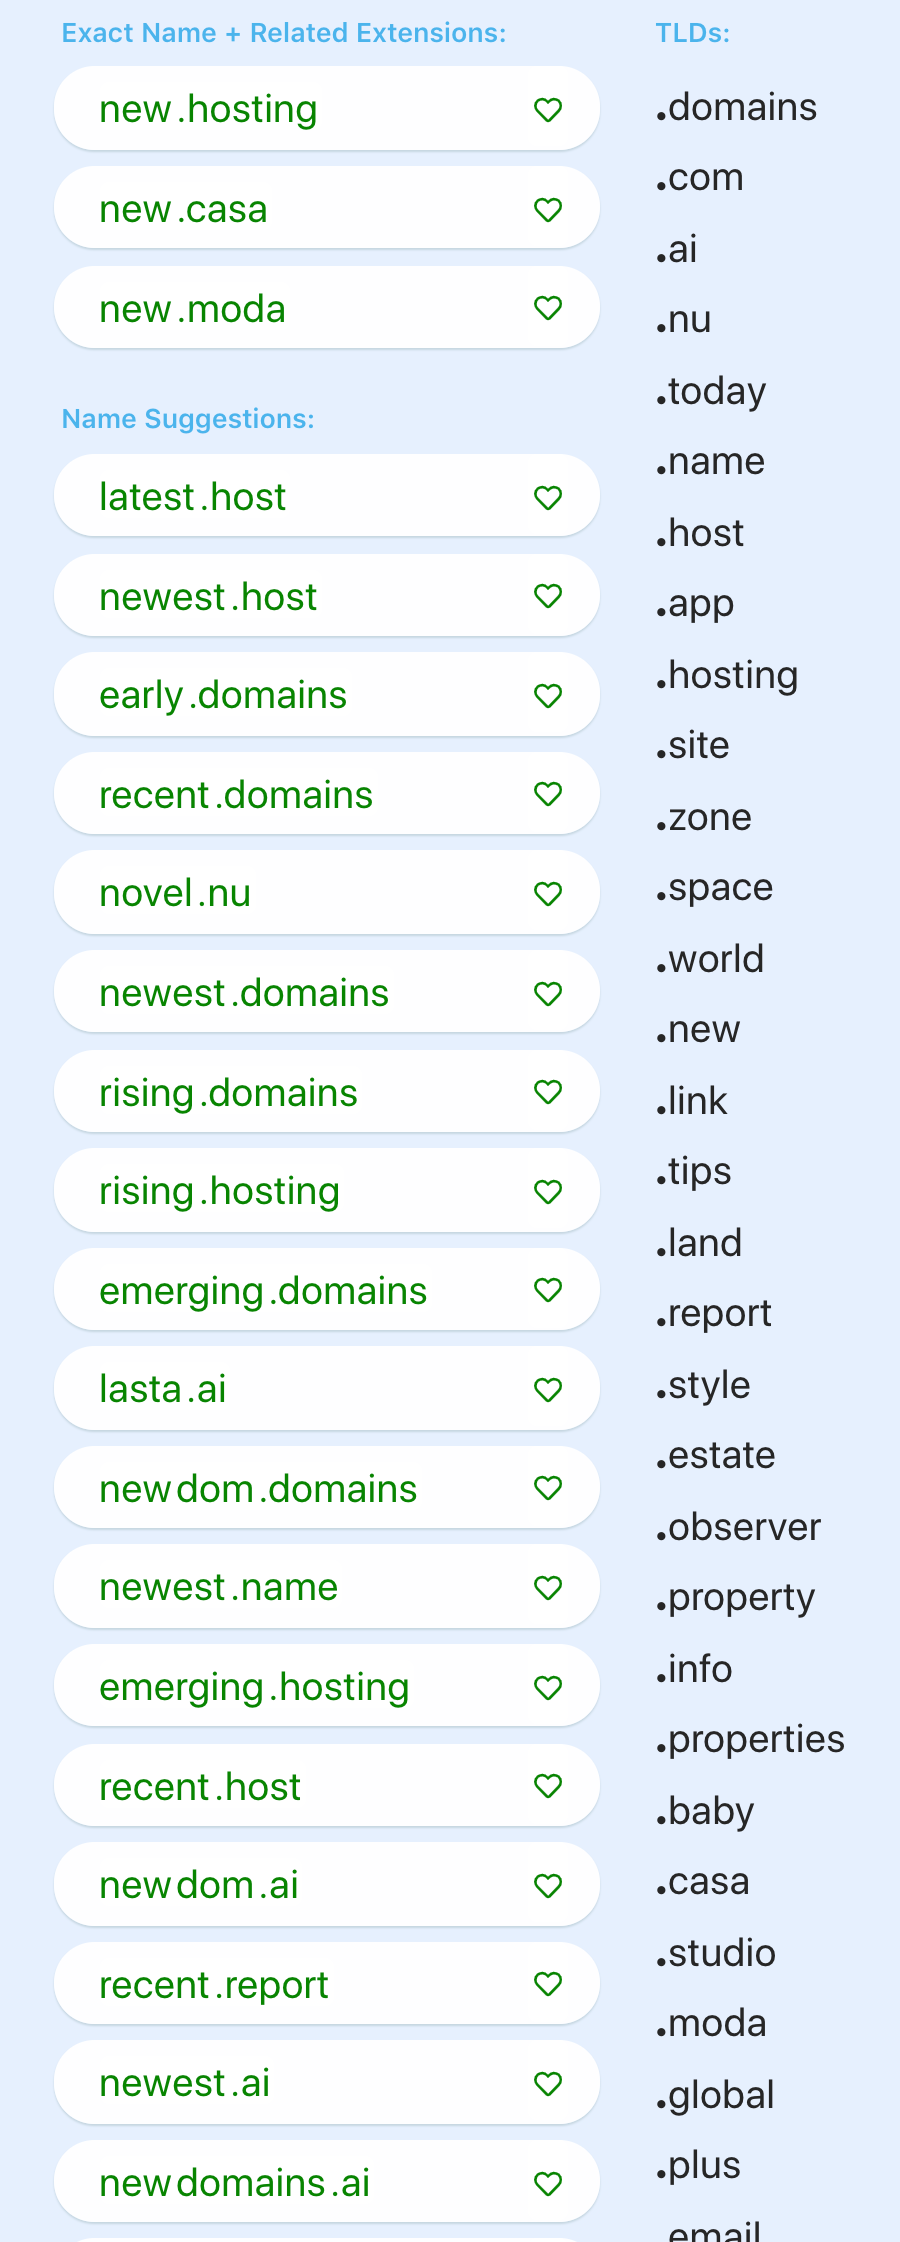 Exact Name + Related Extensions:
new.hosting
new.casa
new.moda
Name Suggestions:
latest.host
newest.host
early.domains
recent.domains
novel.nu
newest.domains
rising.domains
rising.hosting
emerging.domains
lasta.ai
newdom.domains
newest.name
emerging.hosting
recent.host
newdom.ai
recent.report
newest.ai
newdomains.ai
TLDs:
.domains
.com
.ai
.nu
.today
.name
.host
.app
.hosting
.site
.zone
.space
.world
.new
.link
.tips
.land
.report
.style
.estate
.observer
.property
.info
.properties
.baby
.casa
.studio
.moda
.global
.plus
email